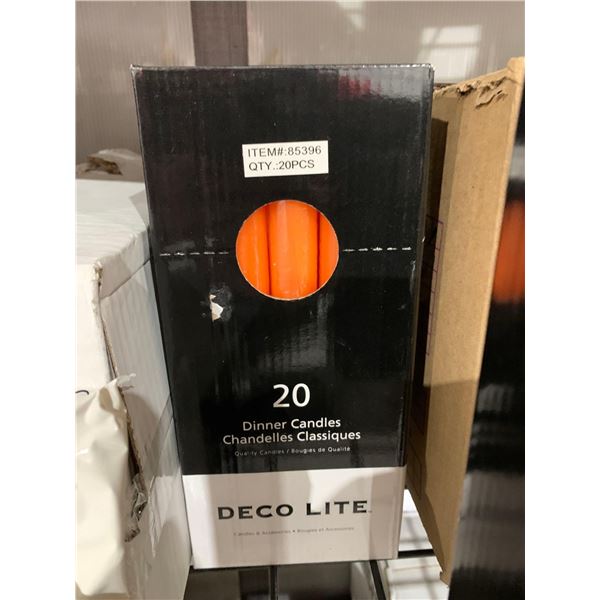 ITEM#:85396
QTY.:20PCS
20
Dinner Candles
Chandelles Classiques
Quality Candles / Bougies de Qualité
DECO LITE
Candles & Accessories • Bougies et Accessoires